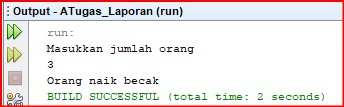 Output - ATugas_Laporan (run)
run:
Masukkan jumlah orang
3
Orang naik becak
BUILD SUCCESSFUL (total time: 2 seconds)